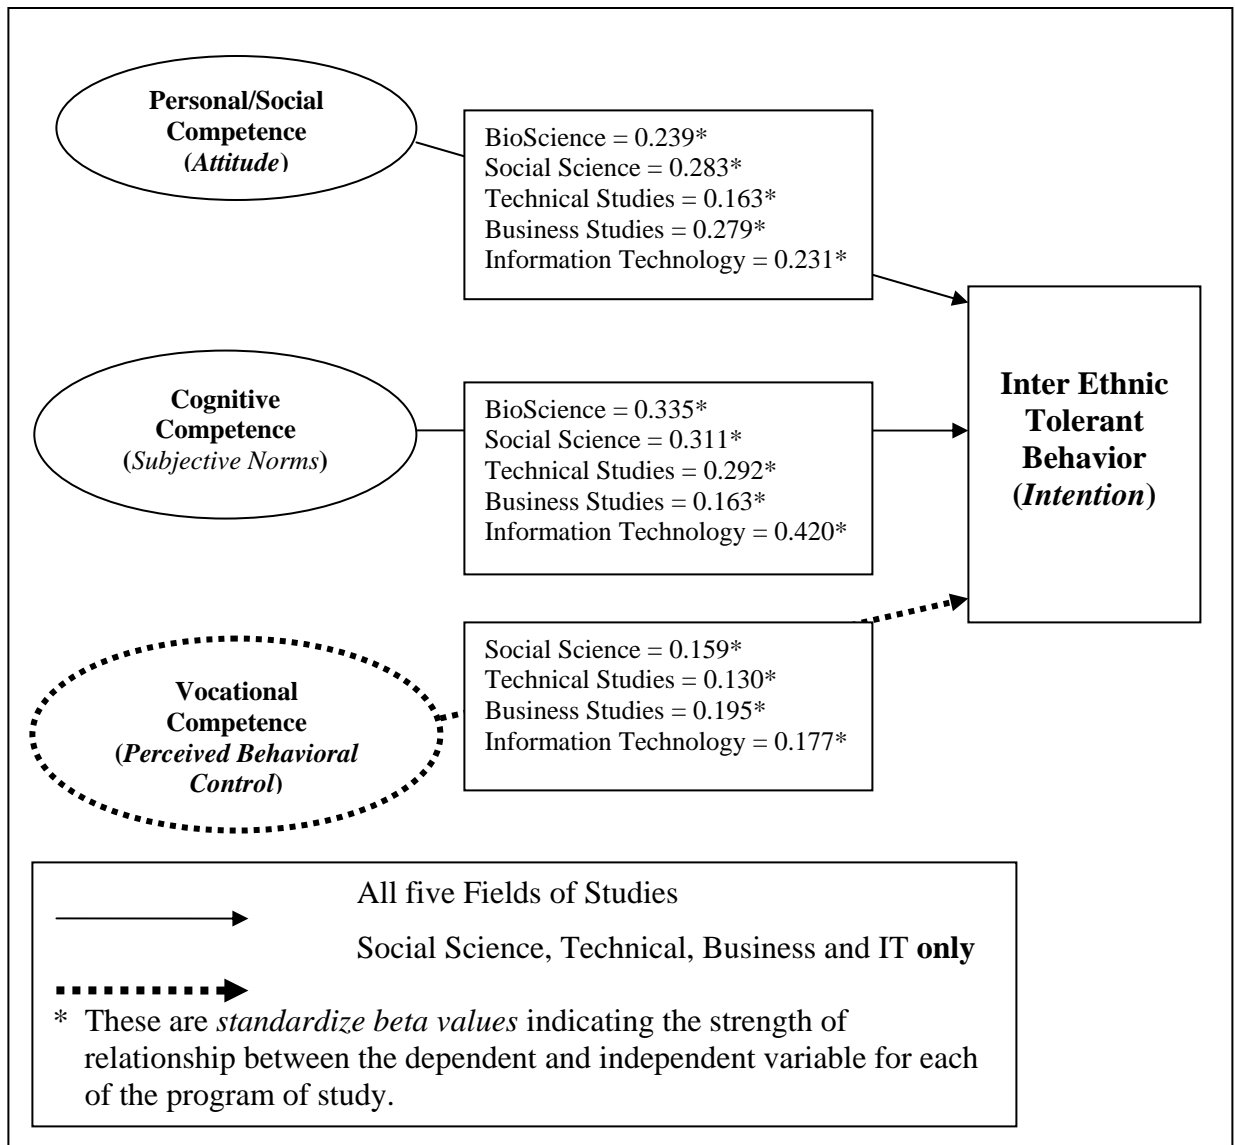 Personal/Social
Competence
(Attitude)
BioScience = 0.239*
Social Science = 0.283*
Technical Studies = 0.163*
Business Studies = 0.279*
Information Technology = 0.231*
Cognitive
Competence
(Subjective Norms)
BioScience = 0.335*
Social Science = 0.311*
Technical Studies = 0.292*
Business Studies = 0.163*
Information Technology = 0.420*
Inter Ethnic
Tolerant
Behavior
(Intention)
Vocational
Competence
(Perceived Behavioral
Control)
Social Science = 0.159*
Technical Studies = 0.130*
Business Studies = 0.195*
Information Technology = 0.177*
All five Fields of Studies
Social Science, Technical, Business and IT only
* These are standardize beta values indicating the strength of
relationship between the dependent and independent variable for each
of the program of study.